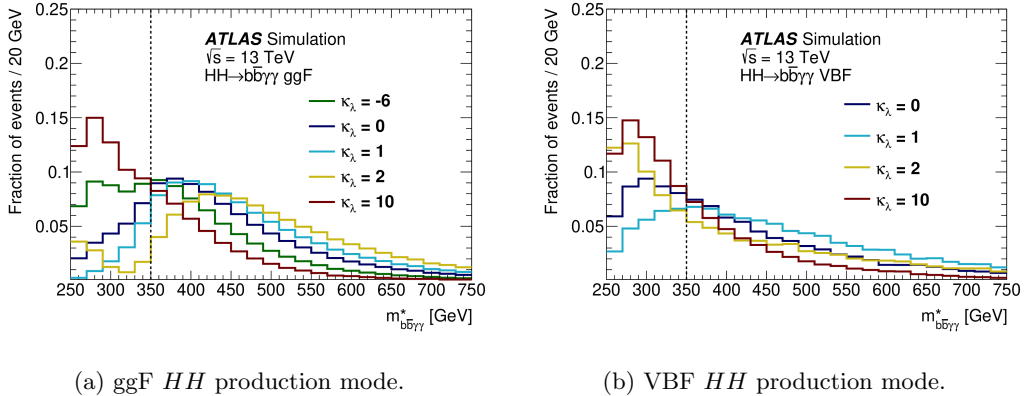 Fraction of events / 20 GeV
0.25
0.2
0.15
0.1
0.05
ATLAS Simulation
√s = 13 TeV
HH→bb̅γγ ggF
κλ = -6
κλ = 0
κλ = 1
κλ = 2
κλ = 10
250 300 350 400 450 500 550 600 650 700 750
m*bb̅γγ [GeV]
(a) ggF HH production mode.
Fraction of events / 20 GeV
0.25
0.2
0.15
0.1
0.05
ATLAS Simulation
√s = 13 TeV
HH→bb̅γγ VBF
κλ = 0
κλ = 1
κλ = 2
κλ = 10
250 300 350 400 450 500 550 600 650 700 750
m*bb̅γγ [GeV]
(b) VBF HH production mode.